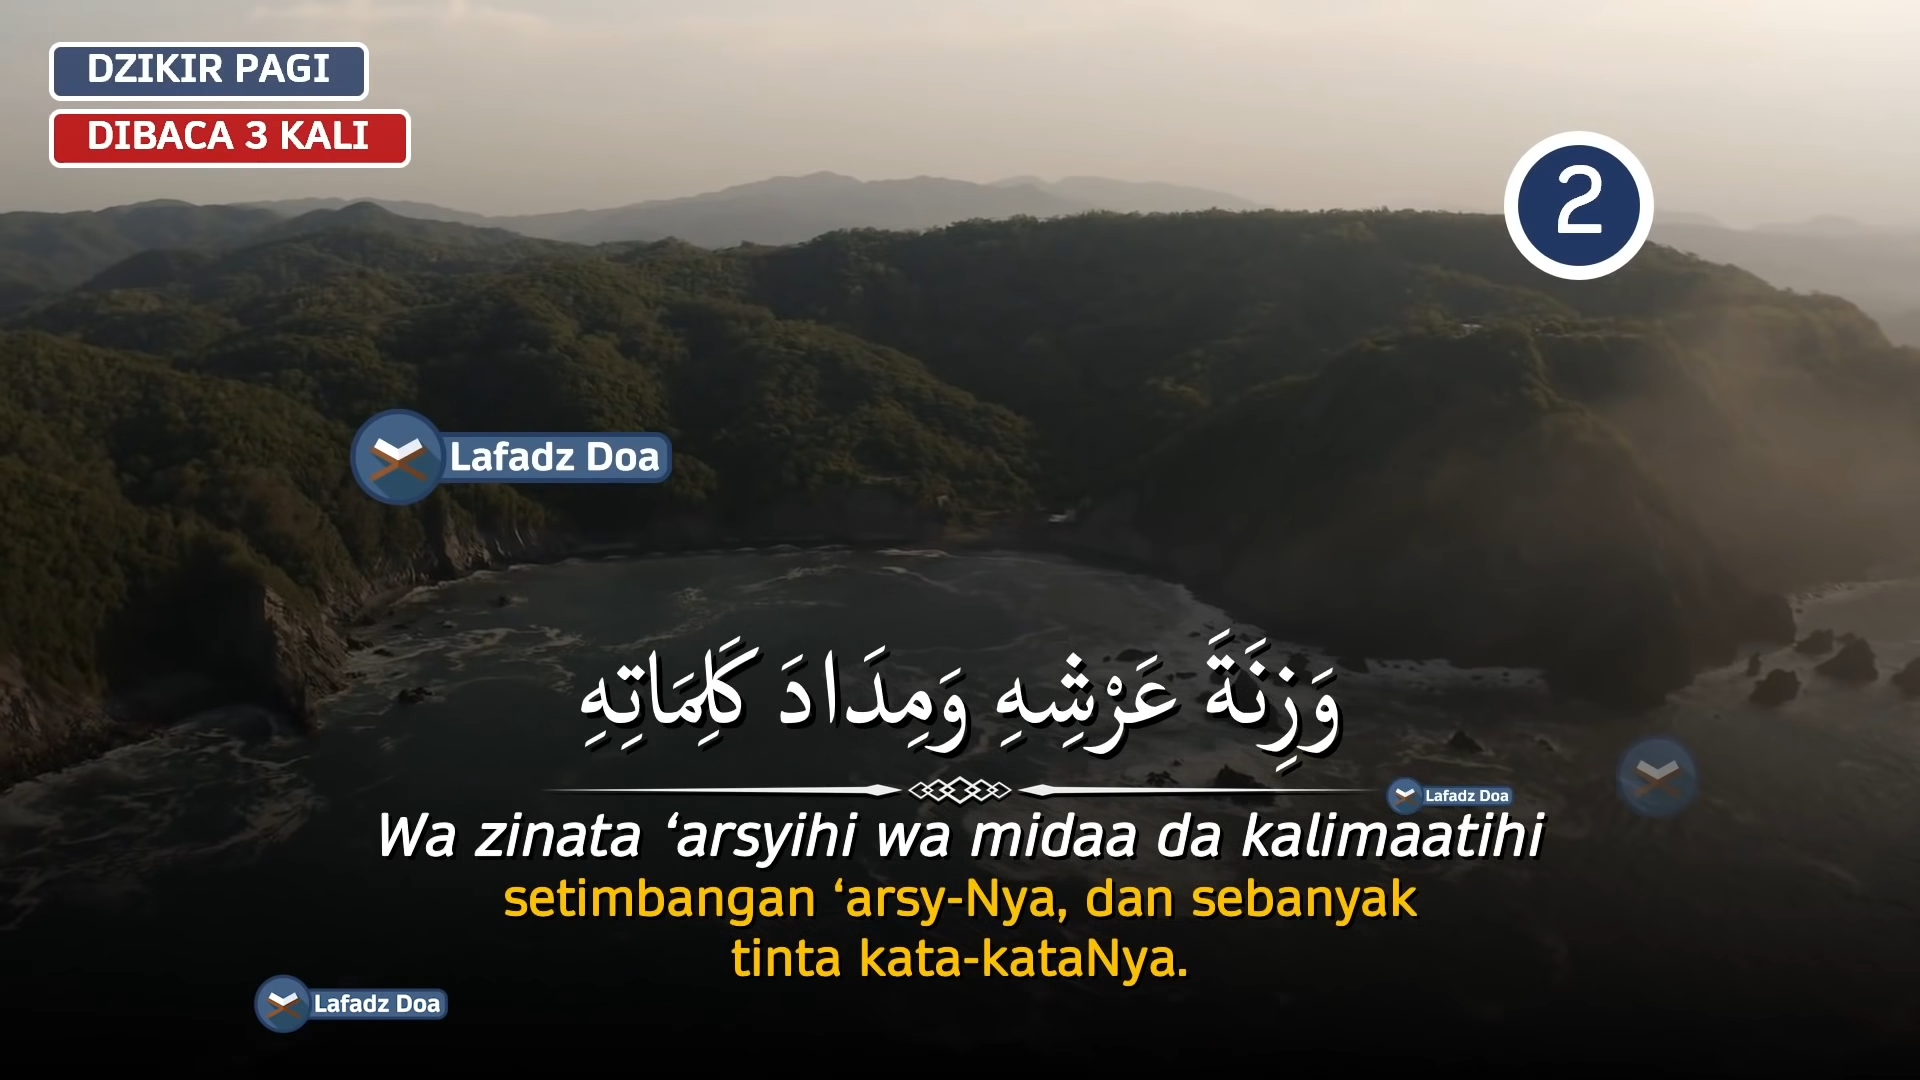 DZIKIR PAGI
DIBACA 3 KALI
2
Lafadz Doa
وَزِنَةَ عَرْشِهِ وَمِدَادَ كَلِمَاتِهِ
Lafadz Doa
Wa zinata ‘arsyihi wa midaa da kalimaatihi
setimbangan ‘arsy-Nya, dan sebanyak
tinta kata-kataNya.
Lafadz Doa